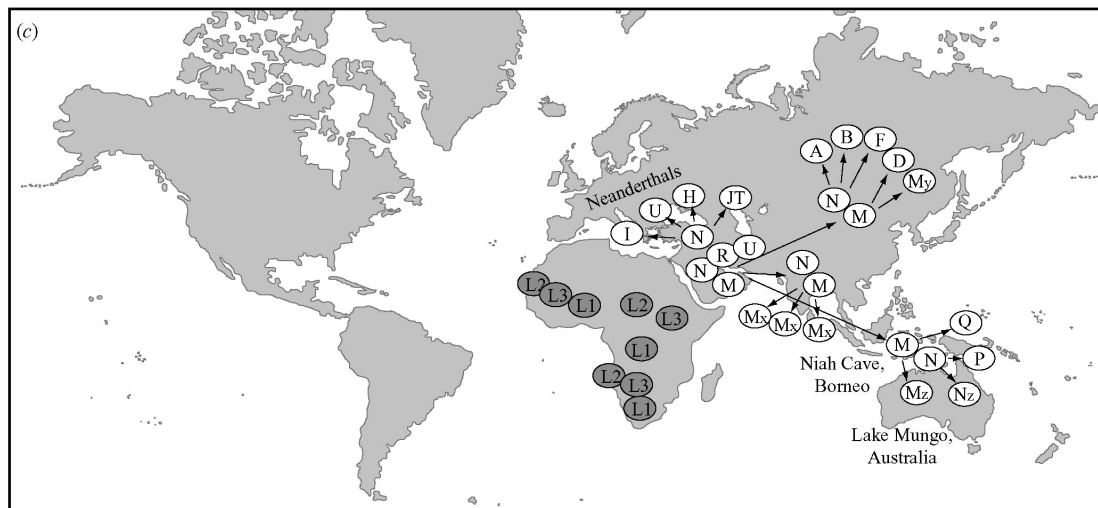 (c)
B
F
A
D
My
Neanderthals
H
JT
N
M
U
I
N
R
U
N
N
M
M
L2
L3
L1
L2
L3
Mx
Mx
Mx
Q
M
N
P
L1
Niah Cave,
Borneo
L2
L3
L1
Mz
Nz
Lake Mungo,
Australia